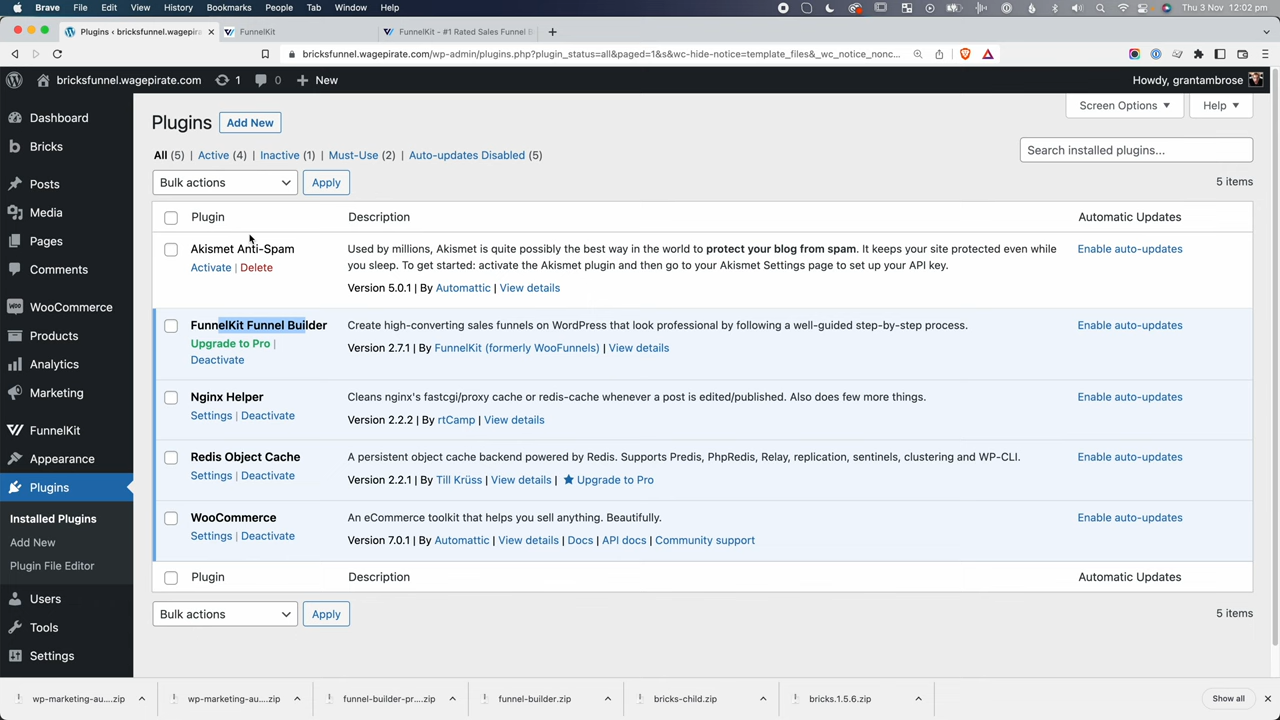 Brave File Edit View History Bookmarks People Tab Window Help
Thu 3 Nov 12:02 pm
Plugins ‹ bricksfunnel.wagepira
FunnelKit
FunnelKit - #1 Rated Sales Funnel B
bricksfunnel.wagepirate.com/wp-admin/plugins.php?plugin_status=all&paged=1&s&wc-hide-notice=template_files&_wc_notice_nonc...
bricksfunnel.wagepirate.com 1 0 New
Howdy, grantambrose
Dashboard
Bricks
Posts
Media
Pages
Comments
WooCommerce
Products
Analytics
Marketing
FunnelKit
Appearance
Plugins
Installed Plugins
Add New
Plugin File Editor
Users
Tools
Settings
Screen Options
Help
Plugins Add New
All (5) | Active (4) | Inactive (1) | Must-Use (2) | Auto-updates Disabled (5)
Search installed plugins...
Bulk actions
Apply
5 items
Plugin Description Automatic Updates
Akismet Anti-Spam
Activate | Delete
Used by millions, Akismet is quite possibly the best way in the world to protect your blog from spam. It keeps your site protected even while
you sleep. To get started: activate the Akismet plugin and then go to your Akismet Settings page to set up your API key.
Version 5.0.1 | By Automattic | View details
Enable auto-updates
FunnelKit Funnel Builder
Upgrade to Pro |
Deactivate
Create high-converting sales funnels on WordPress that look professional by following a well-guided step-by-step process.
Version 2.7.1 | By FunnelKit (formerly WooFunnels) | View details
Enable auto-updates
Nginx Helper
Settings | Deactivate
Cleans nginx's fastcgi/proxy cache or redis-cache whenever a post is edited/published. Also does few more things.
Version 2.2.2 | By rtCamp | View details
Enable auto-updates
Redis Object Cache
Settings | Deactivate
A persistent object cache backend powered by Redis. Supports Predis, PhpRedis, Relay, replication, sentinels, clustering and WP-CLI.
Version 2.2.1 | By Till Krüss | View details | ★ Upgrade to Pro
Enable auto-updates
WooCommerce
Settings | Deactivate
An eCommerce toolkit that helps you sell anything. Beautifully.
Version 7.0.1 | By Automattic | View details | Docs | API docs | Community support
Enable auto-updates
Plugin Description Automatic Updates
Bulk actions
Apply
5 items
wp-marketing-au....zip
wp-marketing-au....zip
funnel-builder-pr....zip
funnel-builder.zip
bricks-child.zip
bricks.1.5.6.zip
Show all